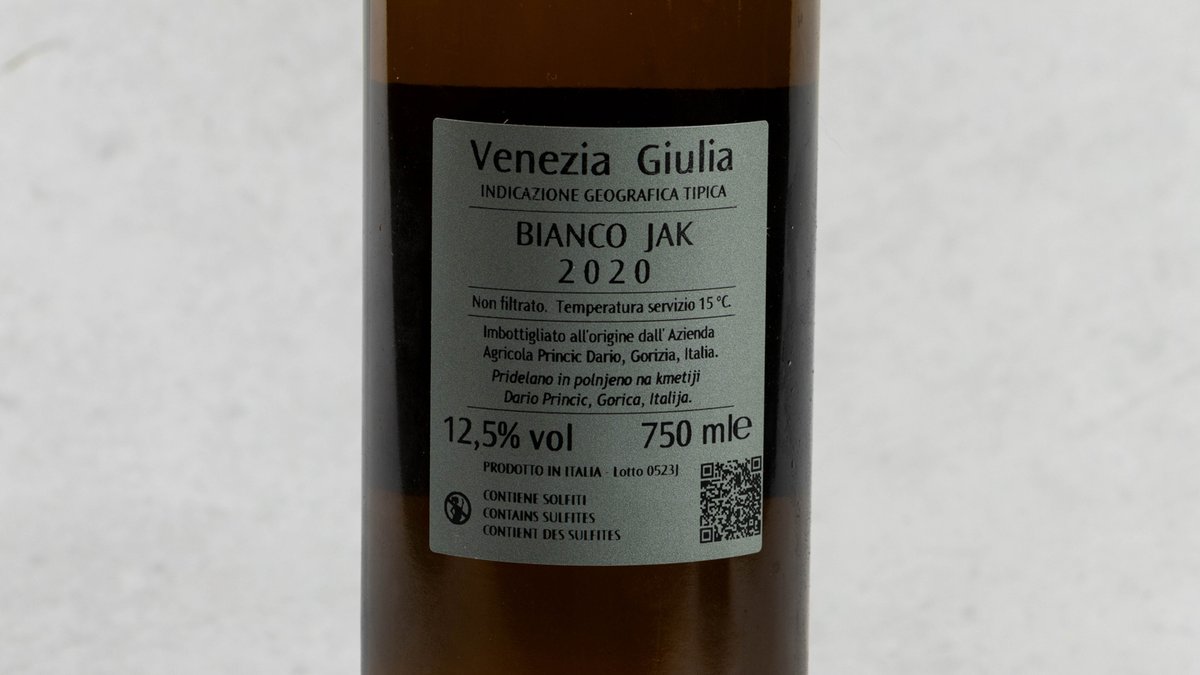 Venezia Giulia
INDICAZIONE GEOGRAFICA TIPICA
BIANCO JAK
2020
Non filtrato. Temperatura servizio 15 °C.
Imbottigliato all'origine dall' Azienda
Agricola Princic Dario, Gorizia, Italia.
Pridelano in polnjeno na kmetiji
Dario Princic, Gorica, Italija.
12,5% vol 750 ml℮
PRODOTTO IN ITALIA - Lotto 0523J
CONTIENE SOLFITI
CONTAINS SULFITES
CONTIENT DES SULFITES